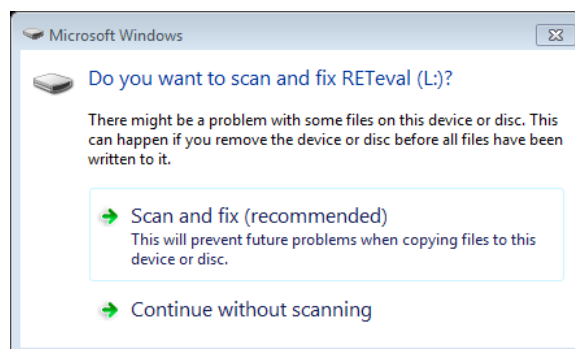 Microsoft Windows
Do you want to scan and fix RETeval (L:)?
There might be a problem with some files on this device or disc. This
can happen if you remove the device or disc before all files have been
written to it.
Scan and fix (recommended)
This will prevent future problems when copying files to this
device or disc.
Continue without scanning